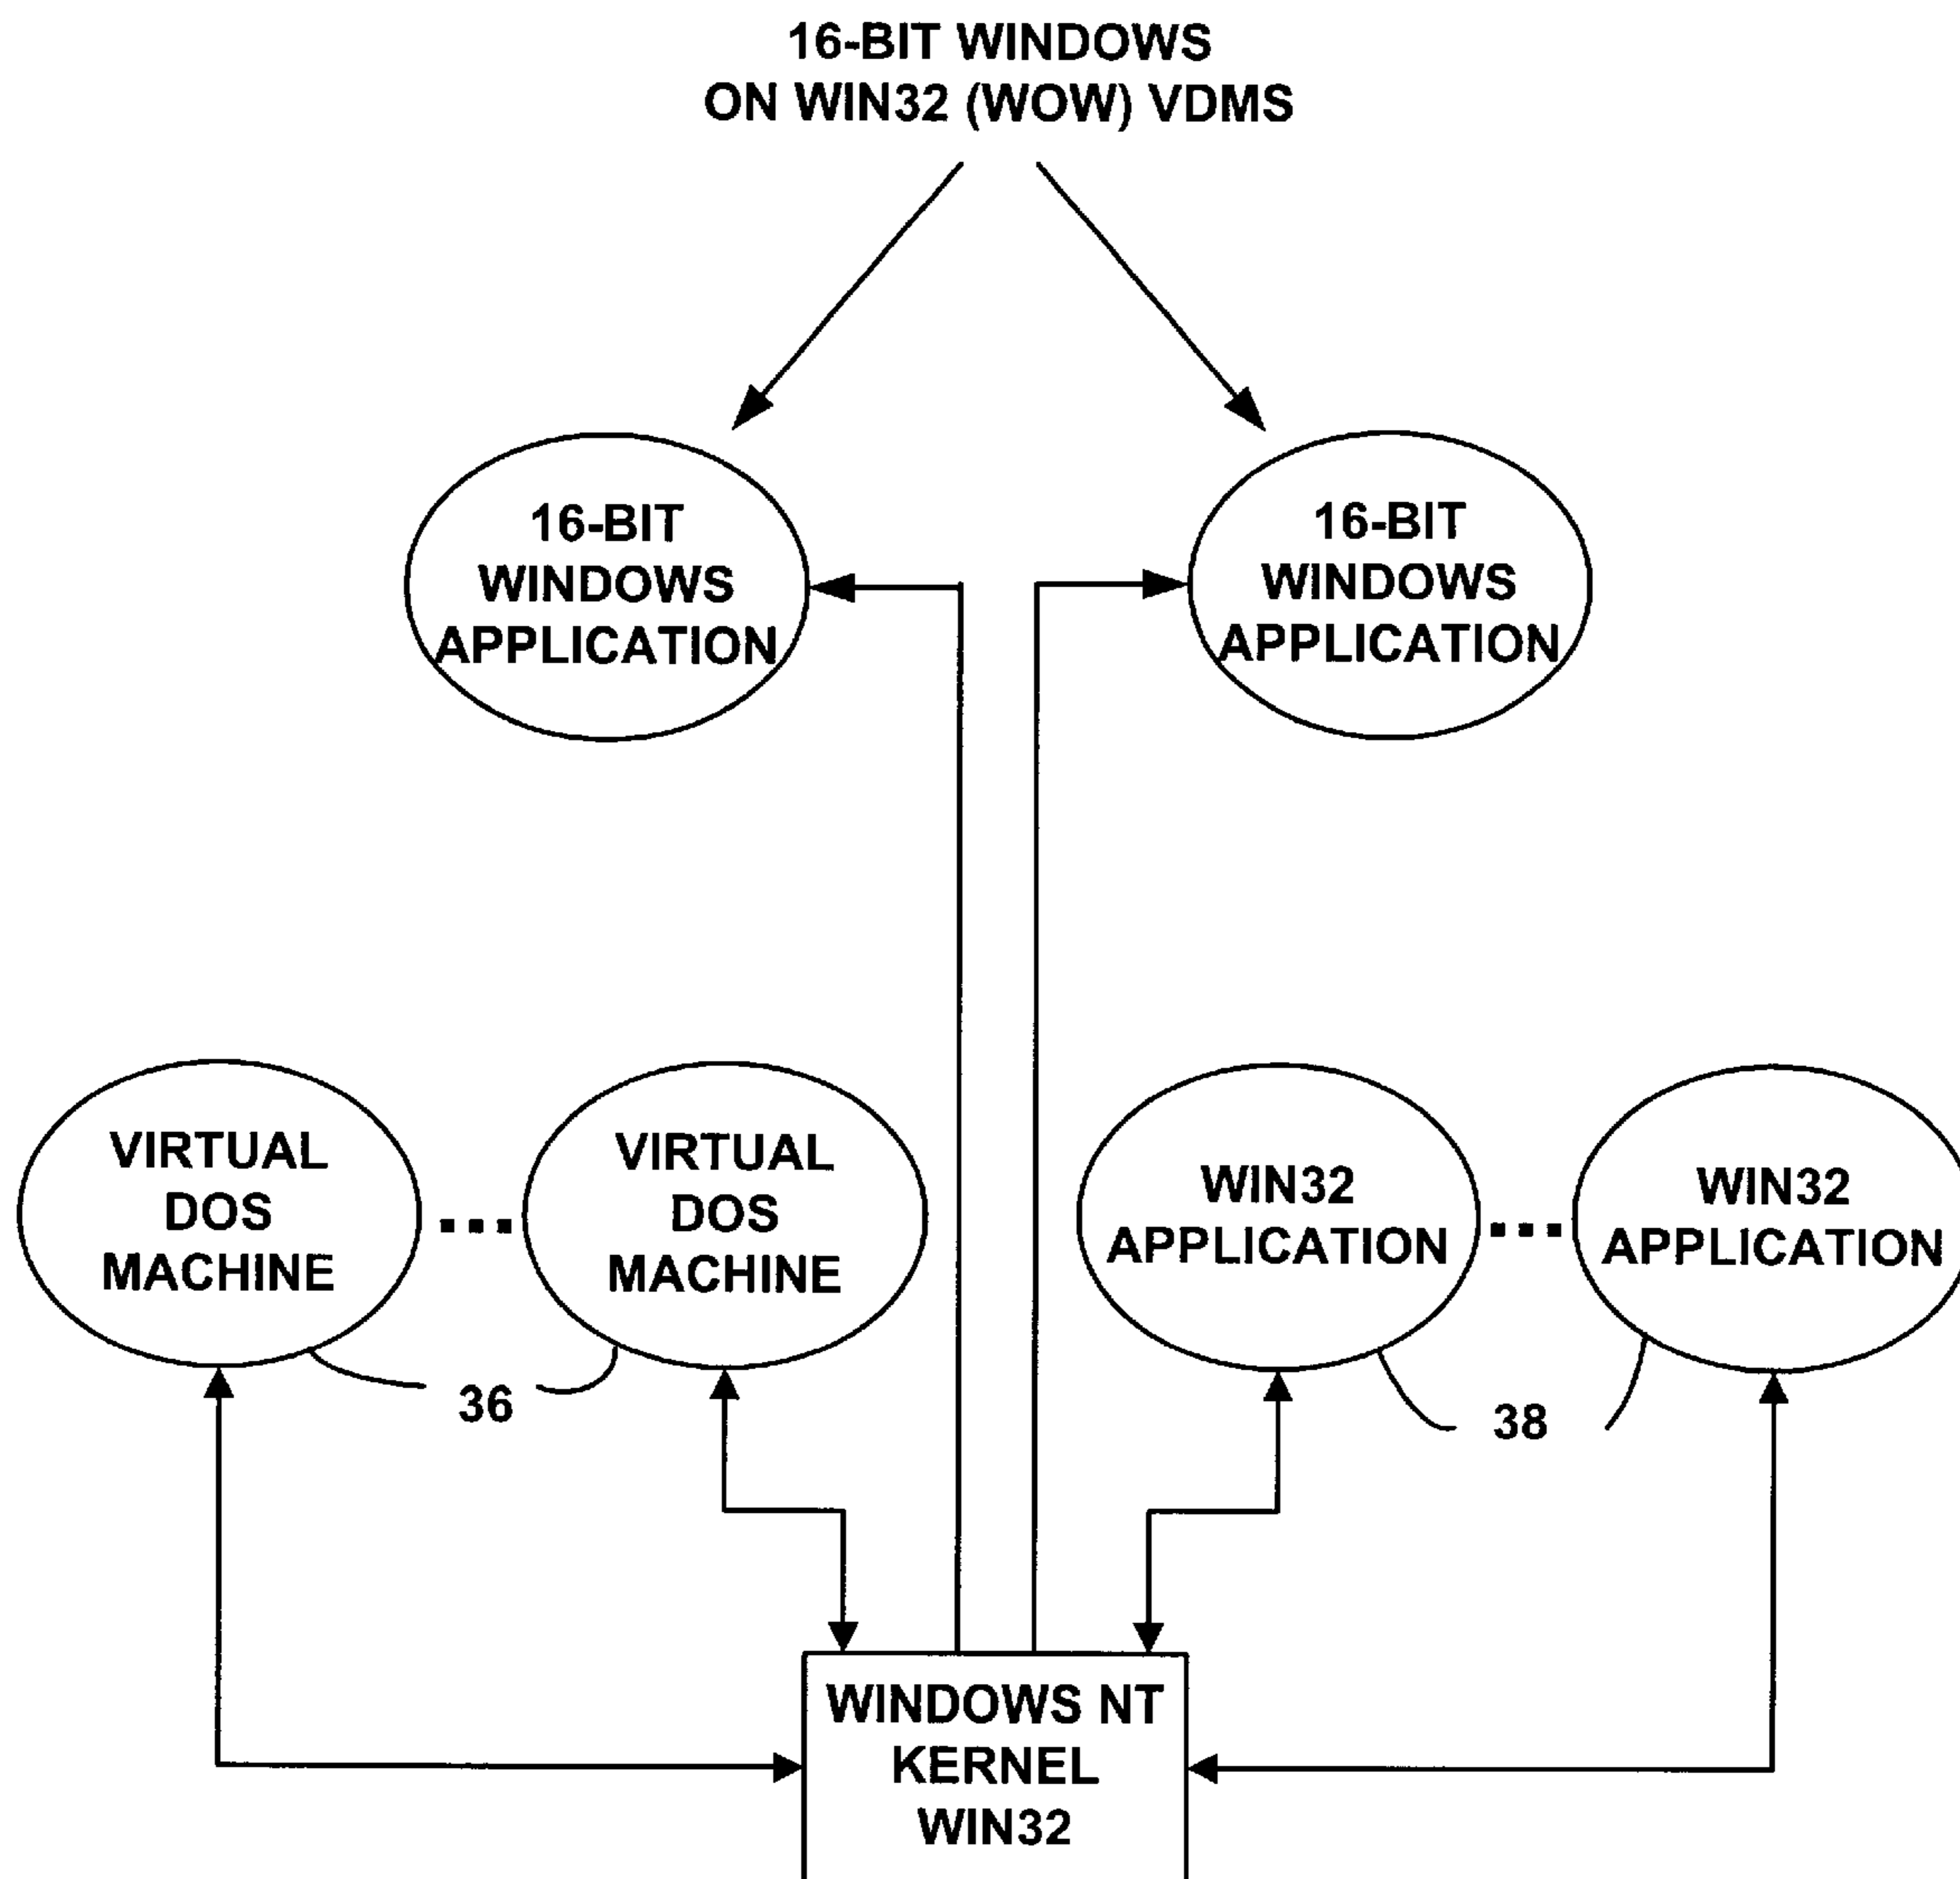 16-BIT WINDOWS
ON WIN32 (WOW) VDMS
16-BIT
WINDOWS
APPLICATION
16-BIT
WINDOWS
APPLICATION
VIRTUAL
DOS
MACHINE
...
VIRTUAL
DOS
MACHINE
WIN32
APPLICATION
...
WIN32
APPLICATION
36
38
WINDOWS NT
KERNEL
WIN32